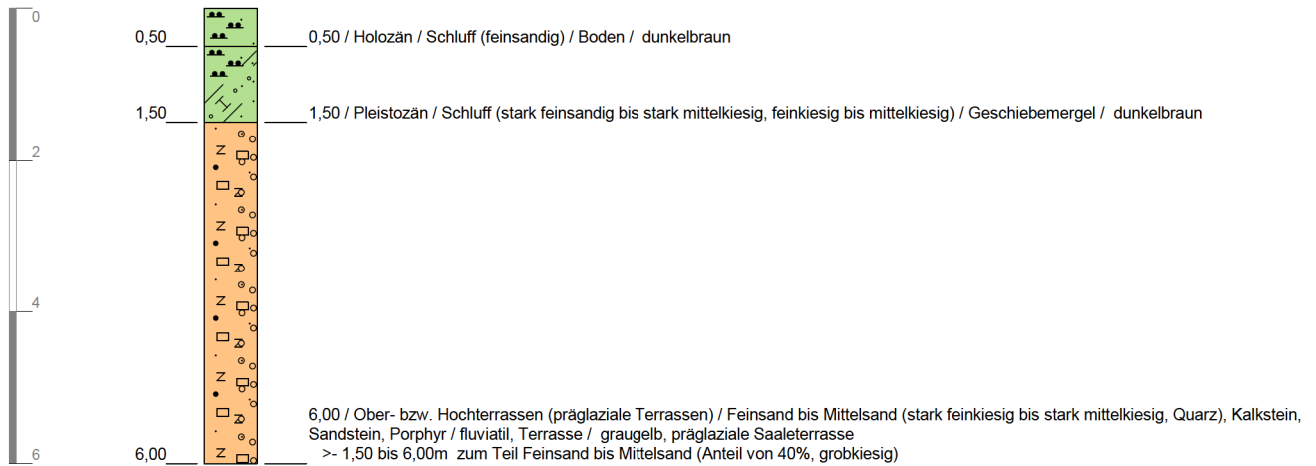 0
0,50
0,50 / Holozän / Schluff (feinsandig) / Boden / dunkelbraun
1,50
1,50 / Pleistozän / Schluff (stark feinsandig bis stark mittelkiesig, feinkiesig bis mittelkiesig) / Geschiebemergel / dunkelbraun
2
4
6,00 / Ober- bzw. Hochterrassen (präglaziale Terrassen) / Feinsand bis Mittelsand (stark feinkiesig bis stark mittelkiesig, Quarz), Kalkstein,
Sandstein, Porphyr / fluviatil, Terrasse / graugelb, präglaziale Saaleterrasse
6
6,00
>- 1,50 bis 6,00m zum Teil Feinsand bis Mittelsand (Anteil von 40%, grobkiesig)